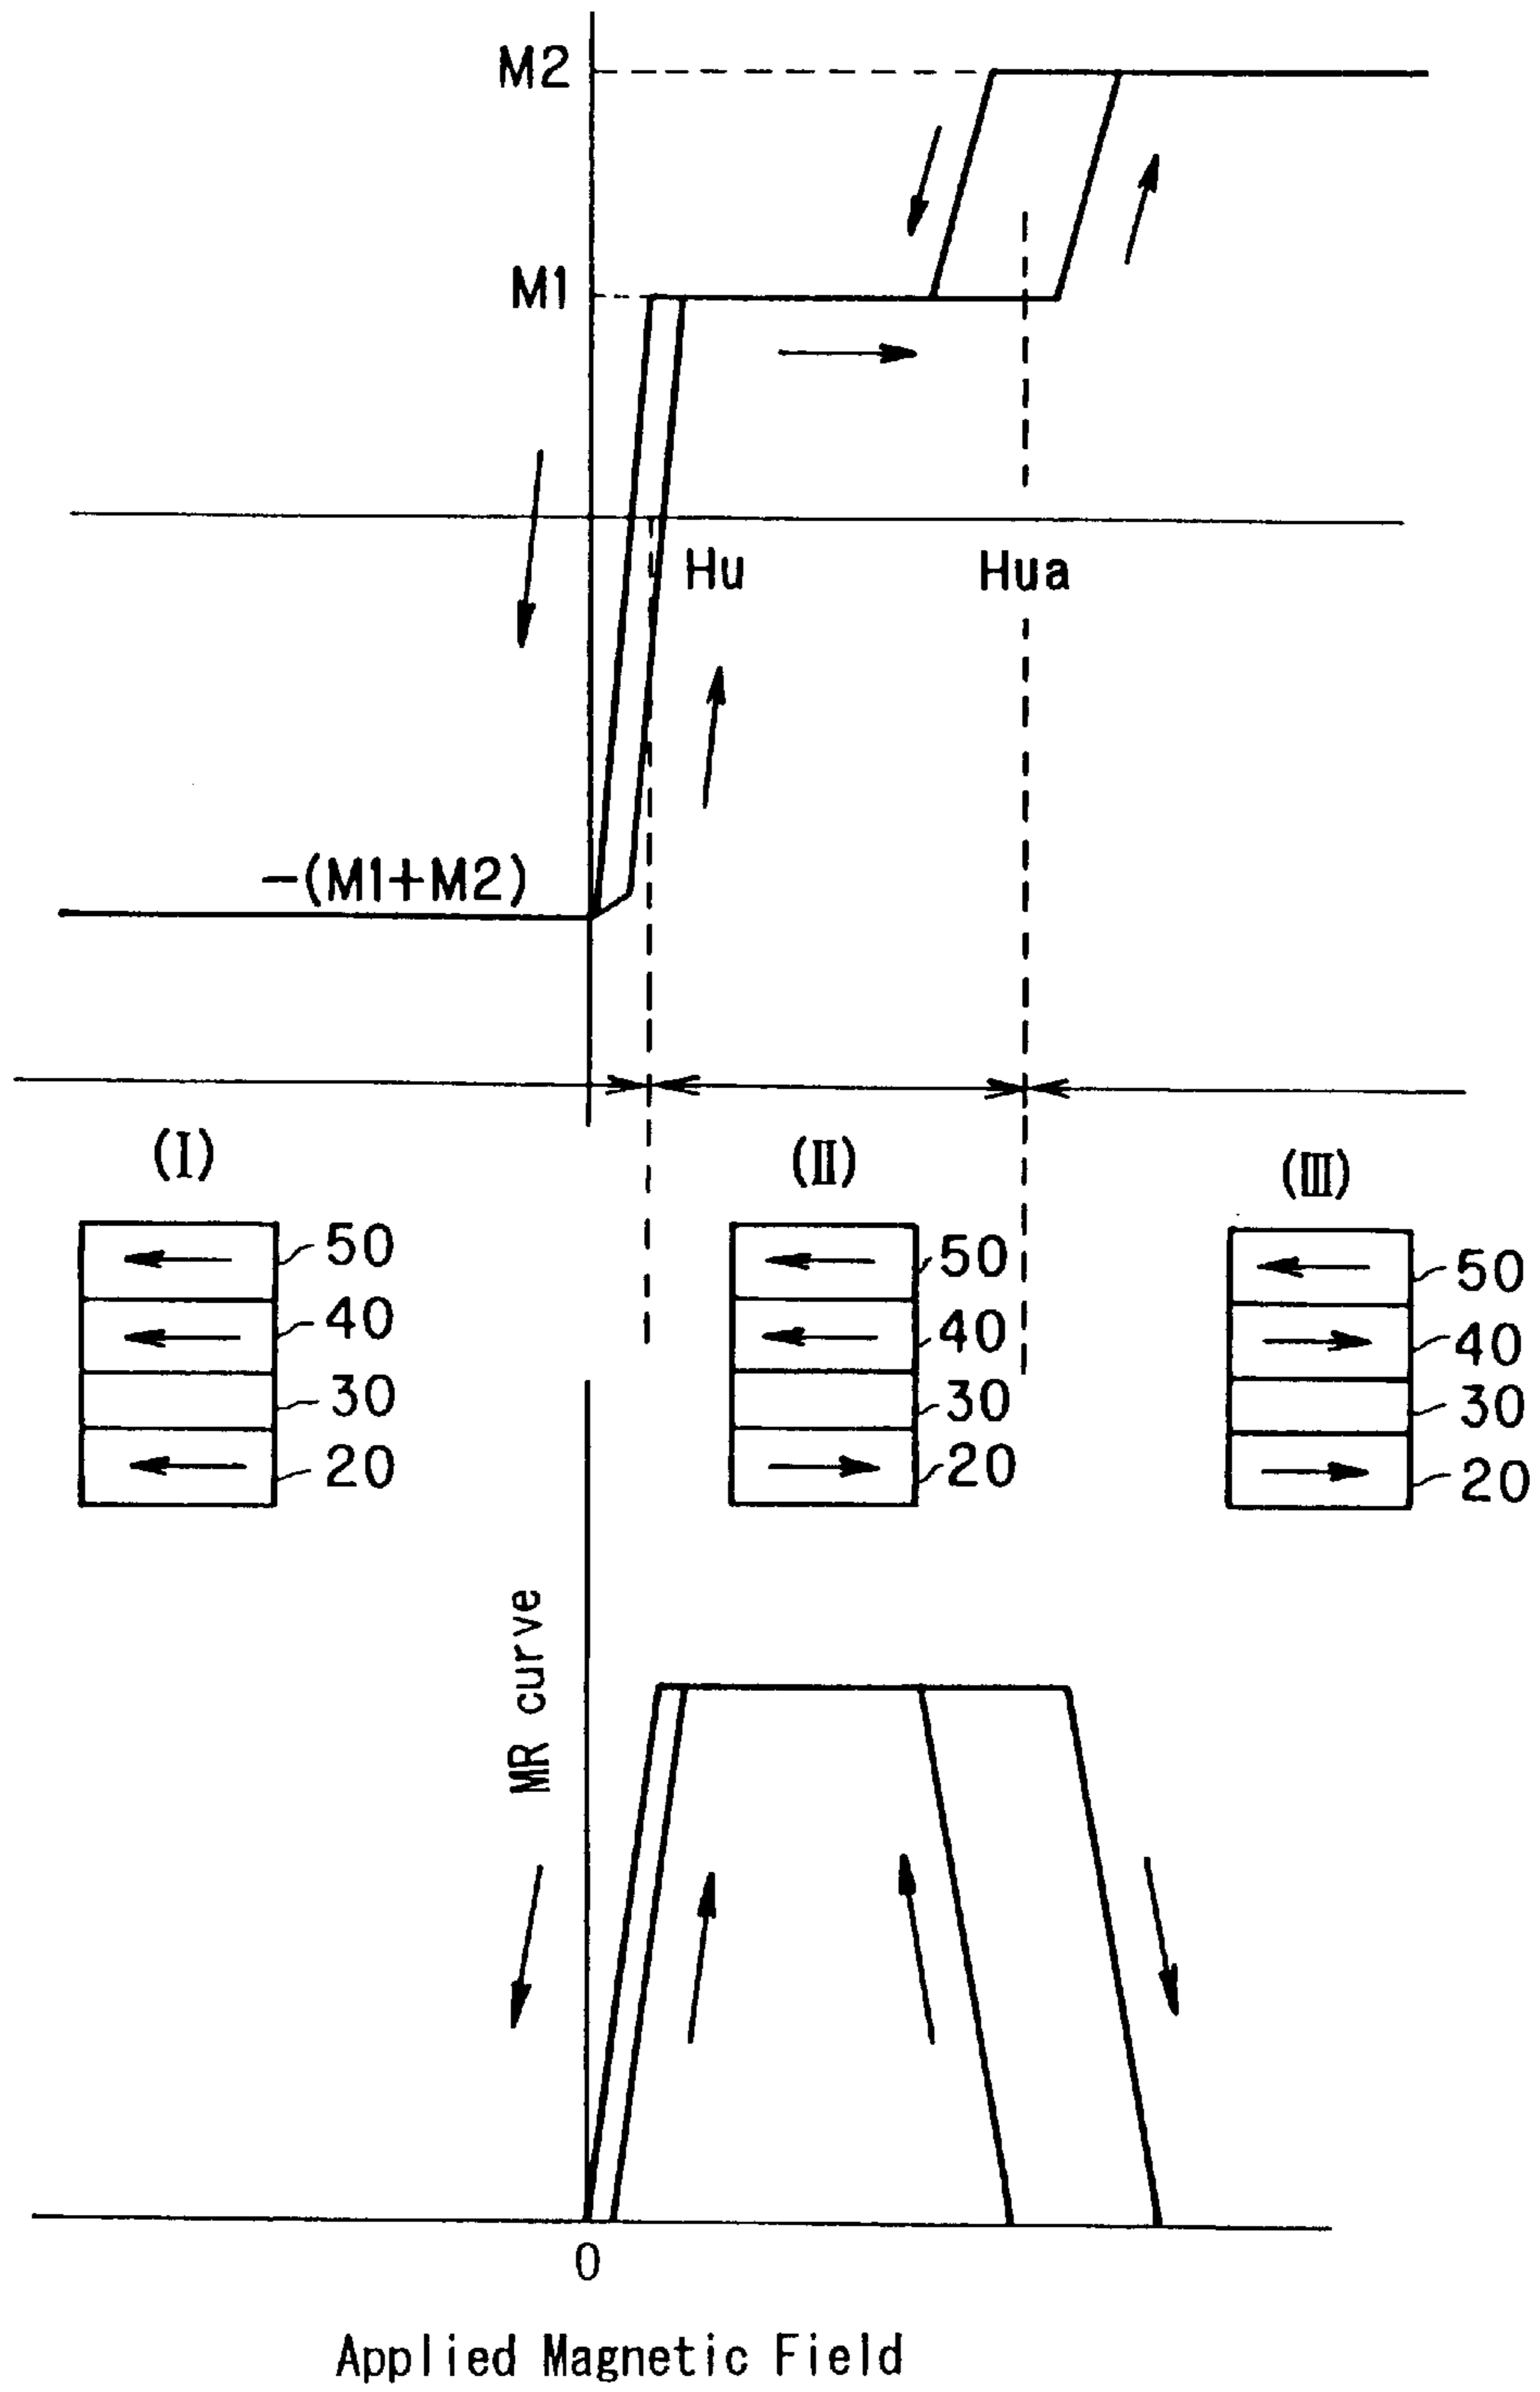 M2
M1
Hu
Hua
-(M1+M2)
(I)
(II)
(III)
50
40
30
20
50
40
30
20
50
40
30
20
MR curve
0
Applied Magnetic Field